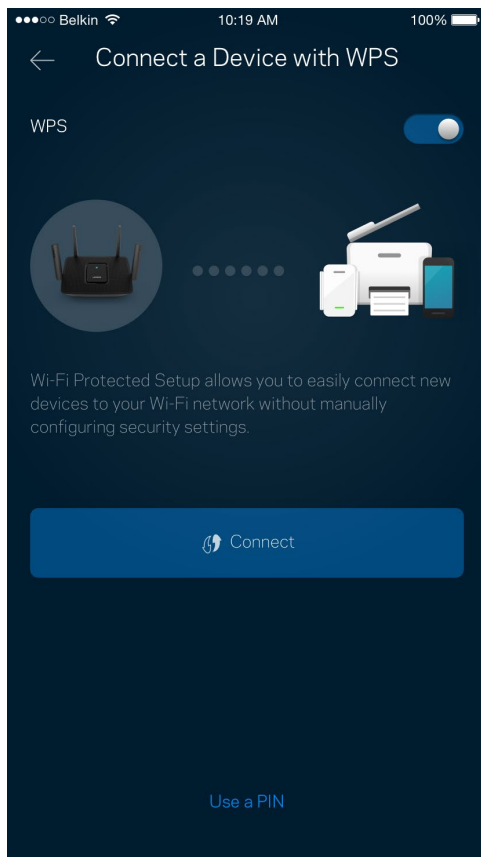 Belkin 10:19 AM 100%
Connect a Device with WPS
WPS
Wi-Fi Protected Setup allows you to easily connect new
devices to your Wi-Fi network without manually
configuring security settings.
Connect
Use a PIN